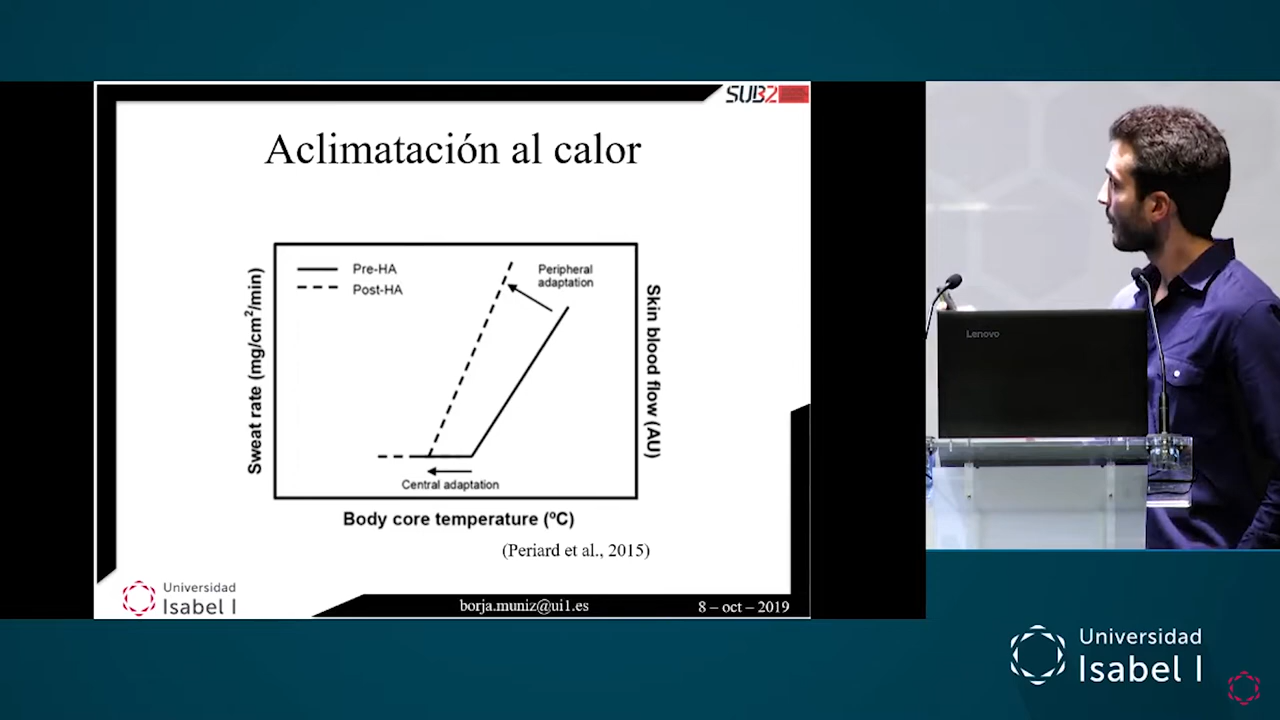 SUB2
Aclimatación al calor
Pre-HA
Post-HA
Peripheral
adaptation
Sweat rate (mg/cm²/min)
Skin blood flow (AU)
Central adaptation
Body core temperature (ºC)
(Periard et al., 2015)
Universidad
Isabel I
borja.muniz@ui1.es
8 – oct – 2019
Lenovo
Universidad
Isabel I